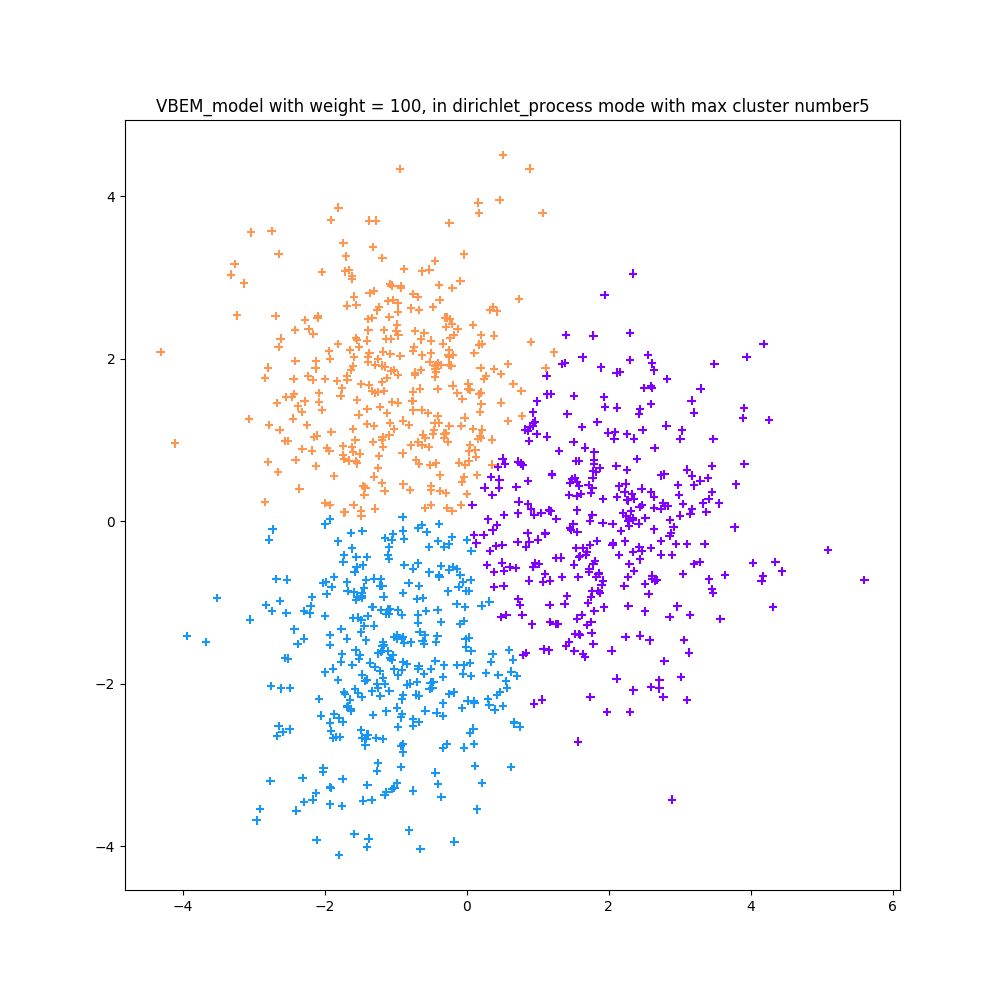 VBEM_model with weight = 100, in dirichlet_process mode with max cluster number5
4
2
0
−2
−4
−4 −2 0 2 4 6